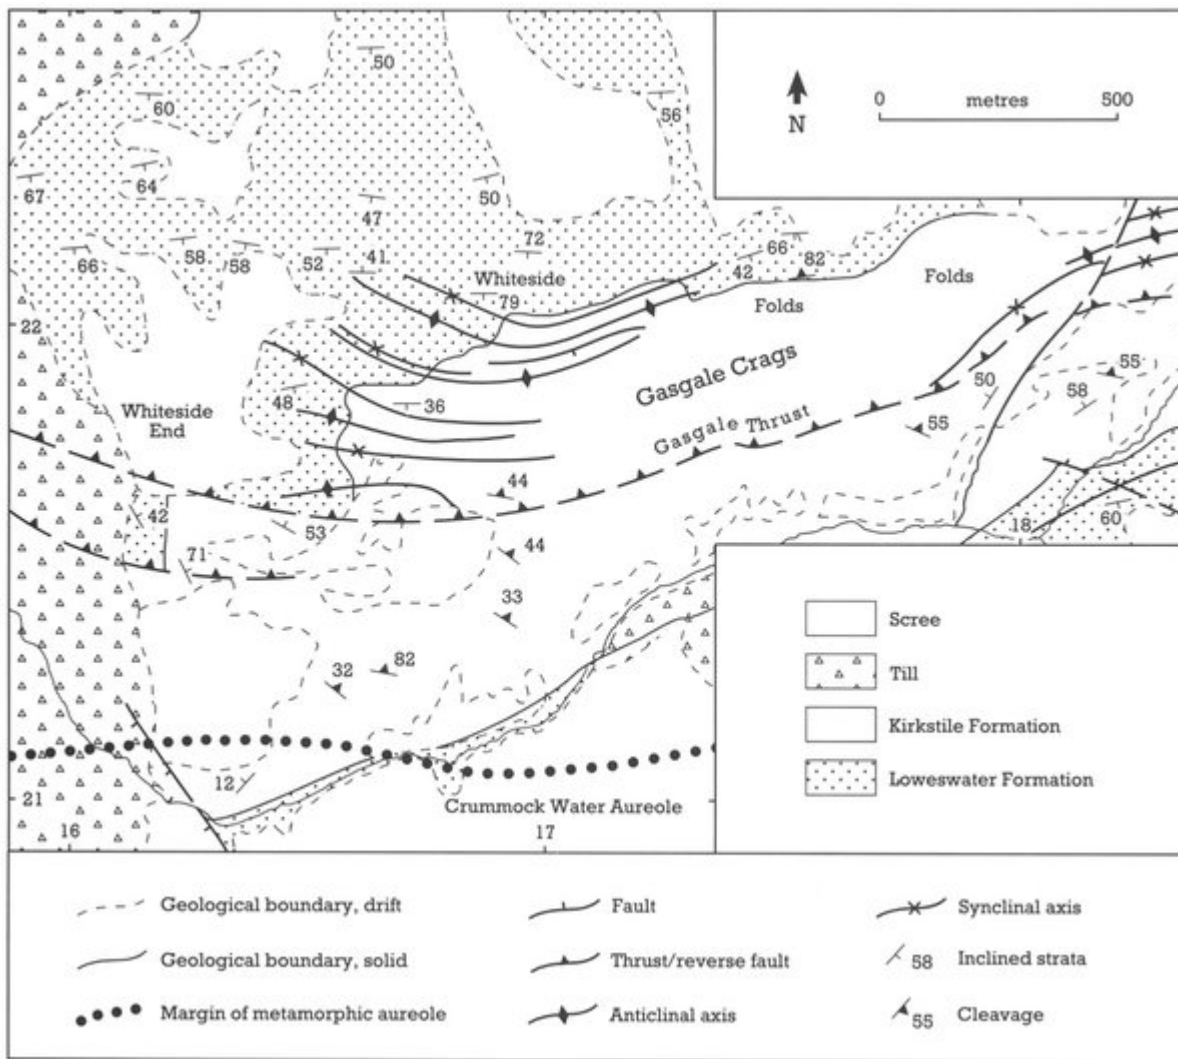 50
60
56
0 metres 500
N
67
64
50
47
66
58
58
52
41
72
66
42
82
Whiteside
79
Folds
Folds
22
Gasgale Crags
Gasgale Thrust
Whiteside
End
48
36
50
55
58
55
44
42
53
71
44
18
60
33
32
82
12
21
16
17
Crummock Water Aureole
Scree
Till
Kirkstile Formation
Loweswater Formation
Geological boundary, drift
Fault
Synclinal axis
Geological boundary, solid
Thrust/reverse fault
58 Inclined strata
Margin of metamorphic aureole
Anticlinal axis
55 Cleavage